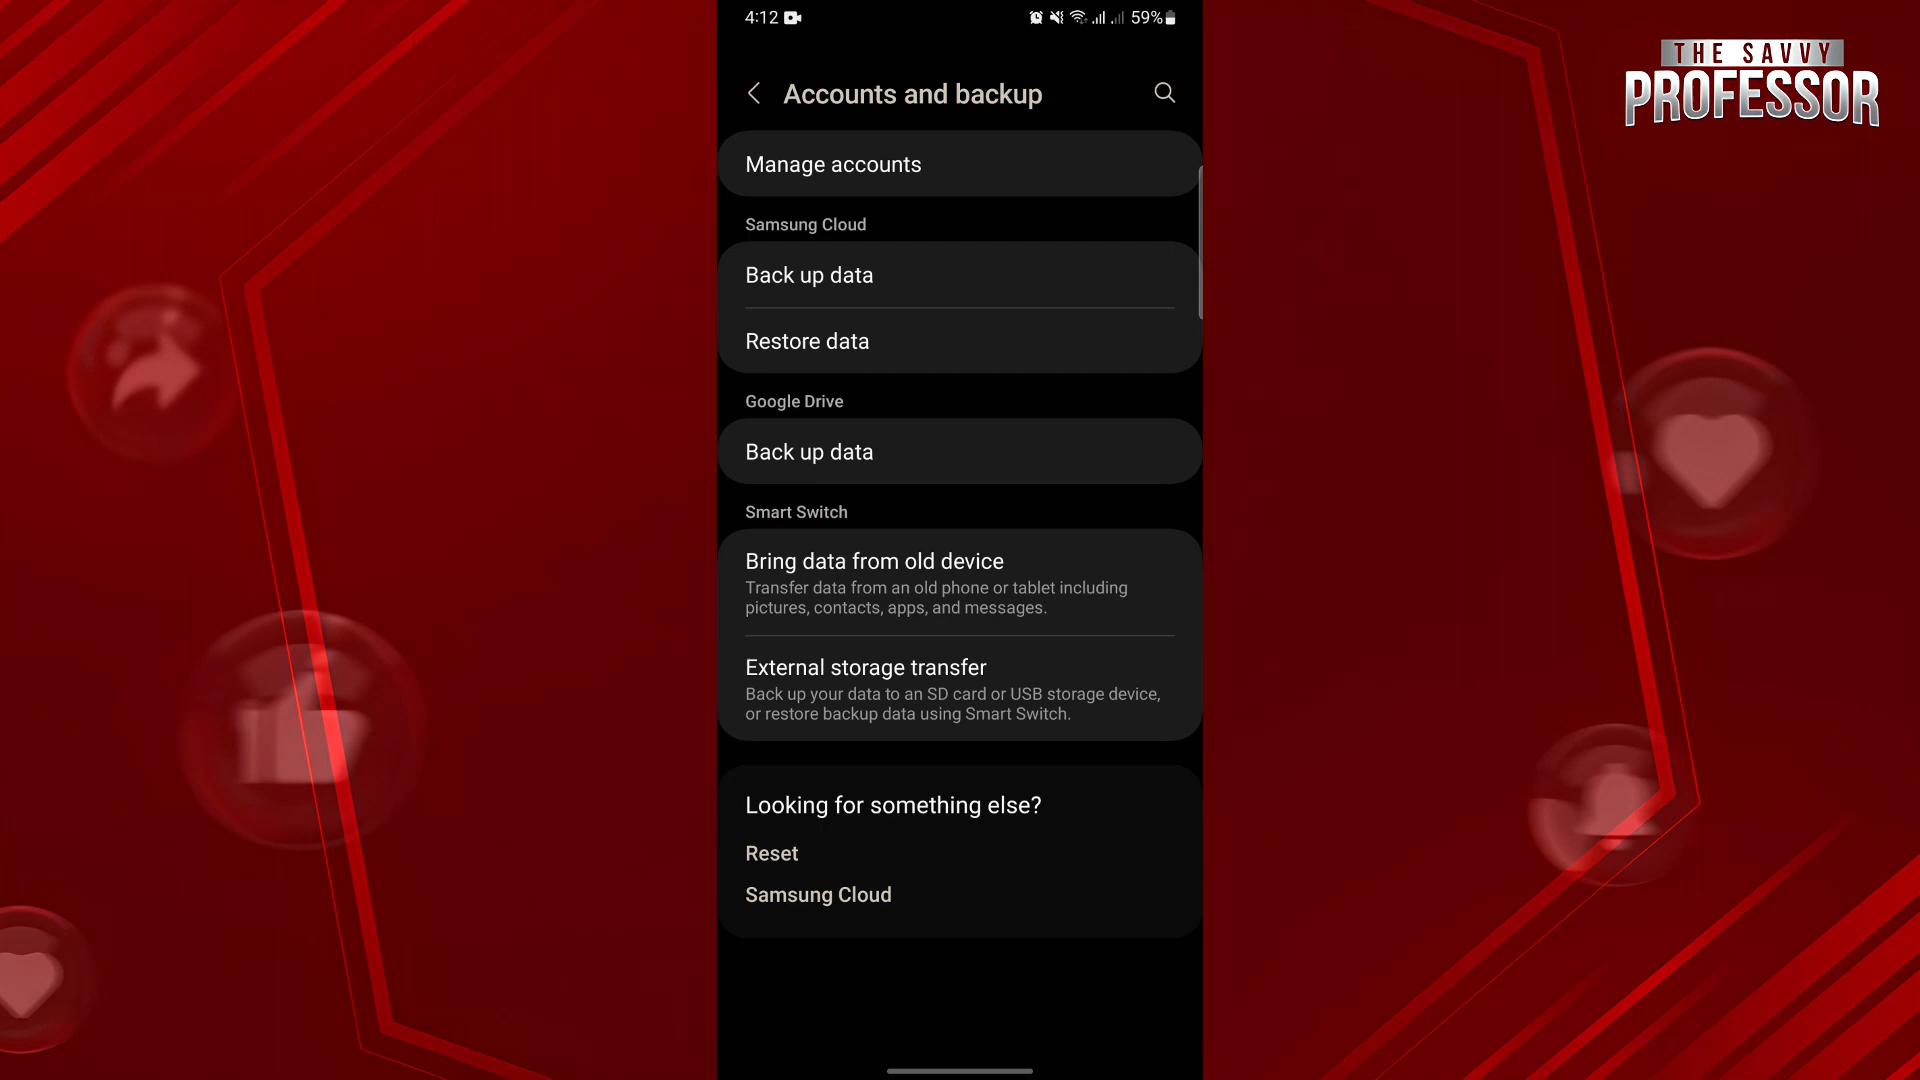 4:12
59%
THE SAVVY
PROFESSOR
Accounts and backup
Manage accounts
Samsung Cloud
Back up data
Restore data
Google Drive
Back up data
Smart Switch
Bring data from old device
Transfer data from an old phone or tablet including
pictures, contacts, apps, and messages.
External storage transfer
Back up your data to an SD card or USB storage device,
or restore backup data using Smart Switch.
Looking for something else?
Reset
Samsung Cloud